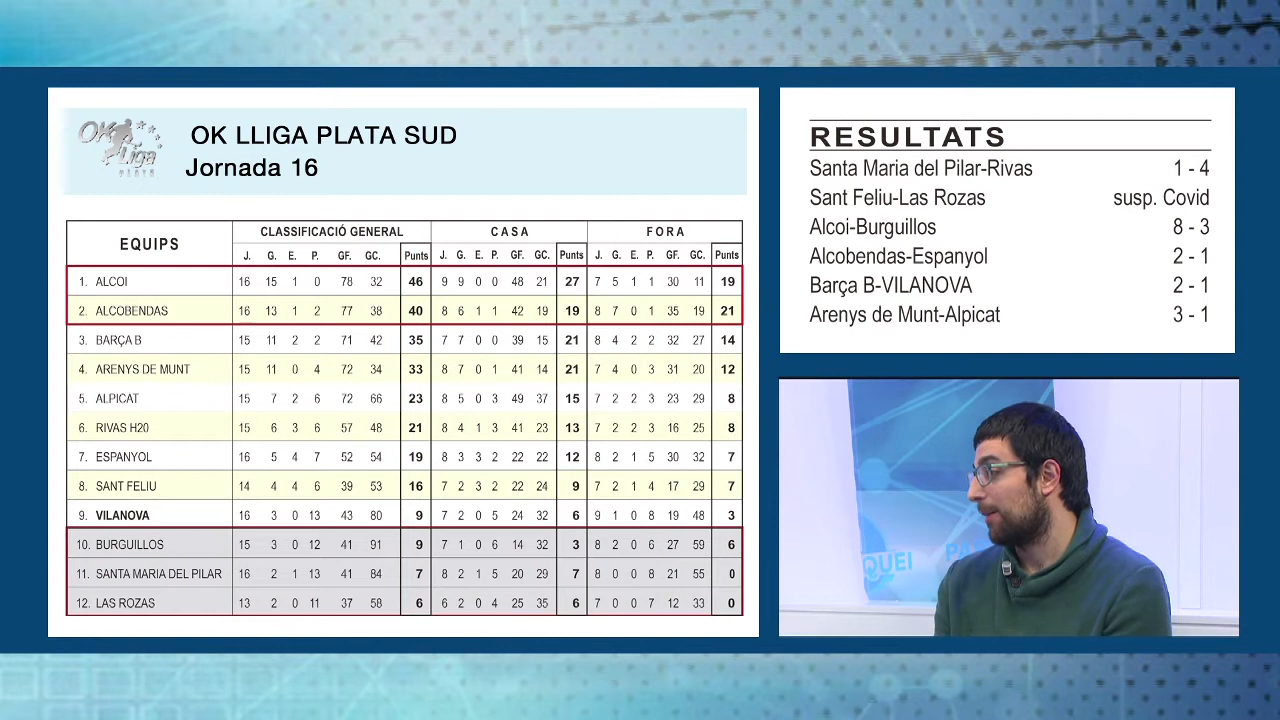 OK Lliga PLATA
OK LLIGA PLATA SUD
Jornada 16
EQUIPS CLASSIFICACIÓ GENERAL CASA FORA
J. G. E. P. GF. GC. Punts J. G. E. P. GF. GC. Punts J. G. E. P. GF. GC. Punts
1. ALCOI 16 15 1 0 78 32 46 9 9 0 0 48 21 27 7 5 1 1 30 11 19
2. ALCOBENDAS 16 13 1 2 77 38 40 8 6 1 1 42 19 19 8 7 0 1 35 19 21
3. BARÇA B 15 11 2 2 71 42 35 7 7 0 0 39 15 21 8 4 2 2 32 27 14
4. ARENYS DE MUNT 15 11 0 4 72 34 33 8 7 0 1 41 14 21 7 4 0 3 31 20 12
5. ALPICAT 15 7 2 6 72 66 23 8 5 0 3 49 37 15 7 2 2 3 23 29 8
6. RIVAS H20 15 6 3 6 57 48 21 8 4 1 3 41 23 13 7 2 2 3 16 25 8
7. ESPANYOL 16 5 4 7 52 54 19 8 3 3 2 22 22 12 8 2 1 5 30 32 7
8. SANT FELIU 14 4 4 6 39 53 16 7 2 3 2 22 24 9 7 2 1 4 17 29 7
9. VILANOVA 16 3 0 13 43 80 9 7 2 0 5 24 32 6 9 1 0 8 19 48 3
10. BURGUILLOS 15 3 0 12 41 91 9 7 1 0 6 14 32 3 8 2 0 6 27 59 6
11. SANTA MARIA DEL PILAR 16 2 1 13 41 84 7 8 2 1 5 20 29 7 8 0 0 8 21 55 0
12. LAS ROZAS 13 2 0 11 37 58 6 6 2 0 4 25 35 6 7 0 0 7 12 33 0
RESULTATS
Santa Maria del Pilar-Rivas 1 - 4
Sant Feliu-Las Rozas susp. Covid
Alcoi-Burguillos 8 - 3
Alcobendas-Espanyol 2 - 1
Barça B-VILANOVA 2 - 1
Arenys de Munt-Alpicat 3 - 1
QUEI PA